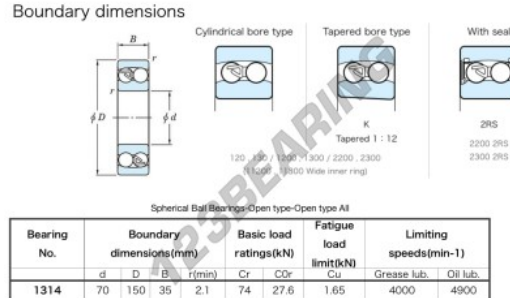 Boundary dimensions
Cylindrical bore type Tapered bore type With seal
B
r
r
φ D φ d
K 2RS
Tapered 1 : 12
120 , 130 / 1200 , 1300 / 2200 , 2300 2200 2RS
(11200 , 11300 Wide inner ring) 2300 2RS
123BEARING
Spherical Ball Bearings-Open type-Open type All
Bearing No. Boundary dimensions(mm) Basic load ratings(kN) Fatigue load limit(kN) Limiting speeds(min-1)
d D B r(min) Cr C0r Cu Grease lub. Oil lub.
1314 70 150 35 2.1 74 27.6 1.65 4000 4900